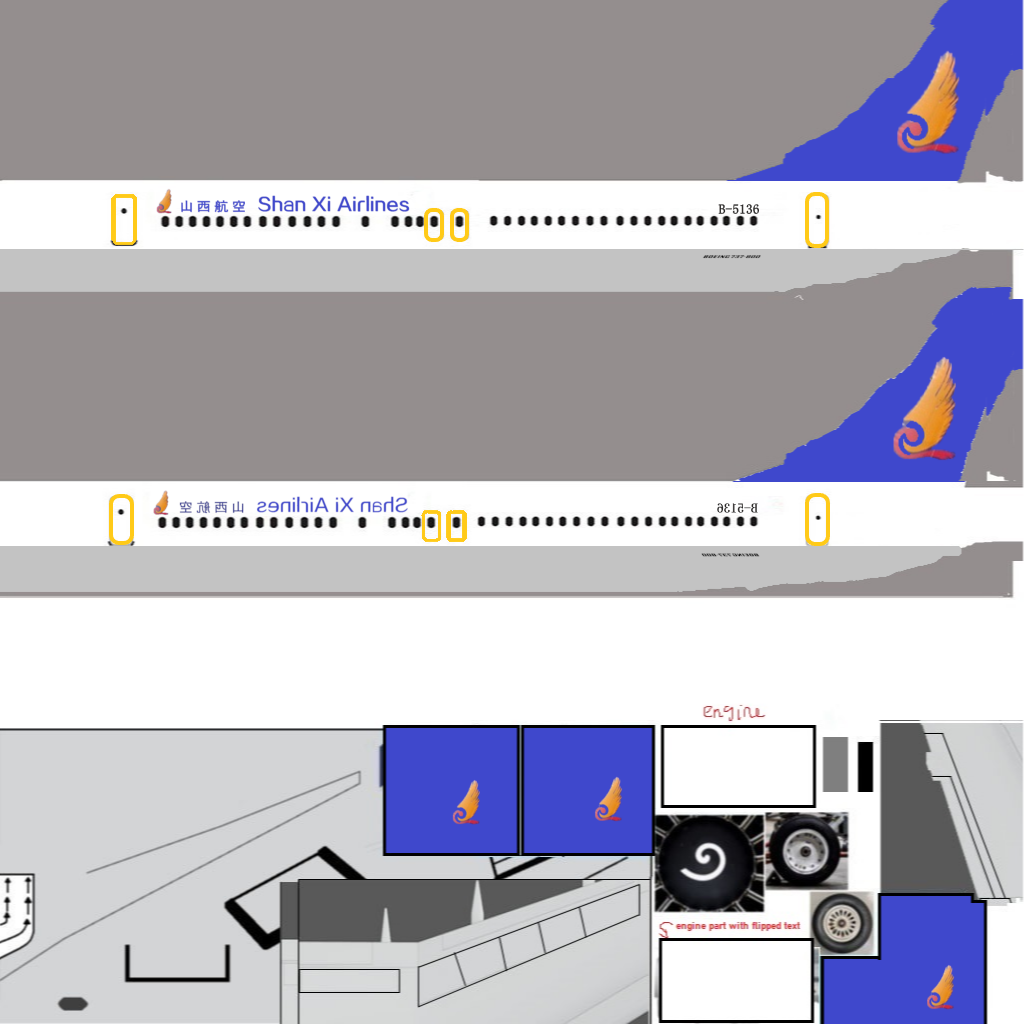 山西航空 Shan Xi Airlines
B-5136
BOEING 737-800
山西航空 Shan Xi Airlines
B-5136
BOEING 737-800
engine
engine part with flipped text